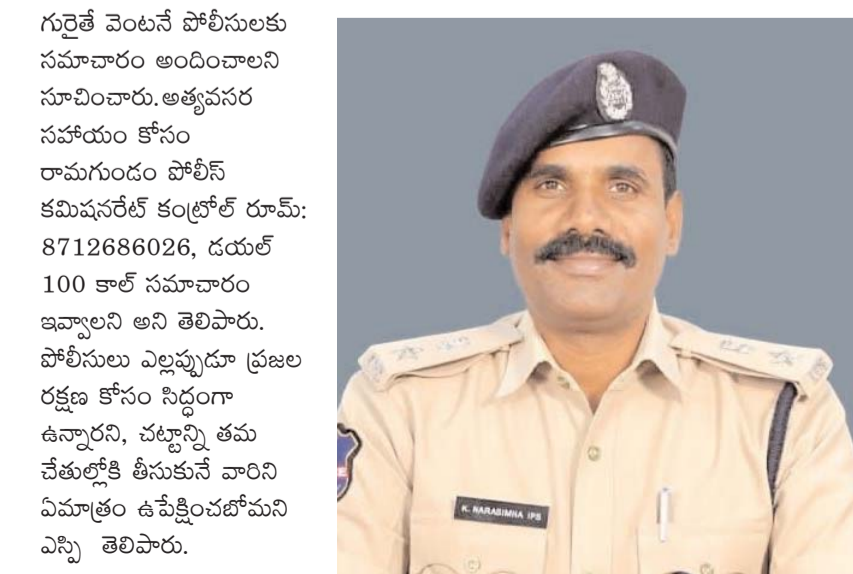 గురైతే వెంటనే పోలీసులకు
సమాచారం అందించాలని
సూచించారు.అత్యవసర
సహాయం కోసం
రామగుండం పోలీస్
కమిషనరేట్ కంట్రోల్ రూమ్:
8712686026, డయల్
100 కాల్ సమాచారం
ఇవ్వాలని అని తెలిపారు.
పోలీసులు ఎల్లప్పుడూ ప్రజల
రక్షణ కోసం సిద్ధంగా
ఉన్నారని, చట్టాన్ని తమ
చేతుల్లోకి తీసుకునే వారిని
ఏమాత్రం ఉపేక్షించబోమని
ఎస్పి తెలిపారు.
K. NARASIMHA IPS